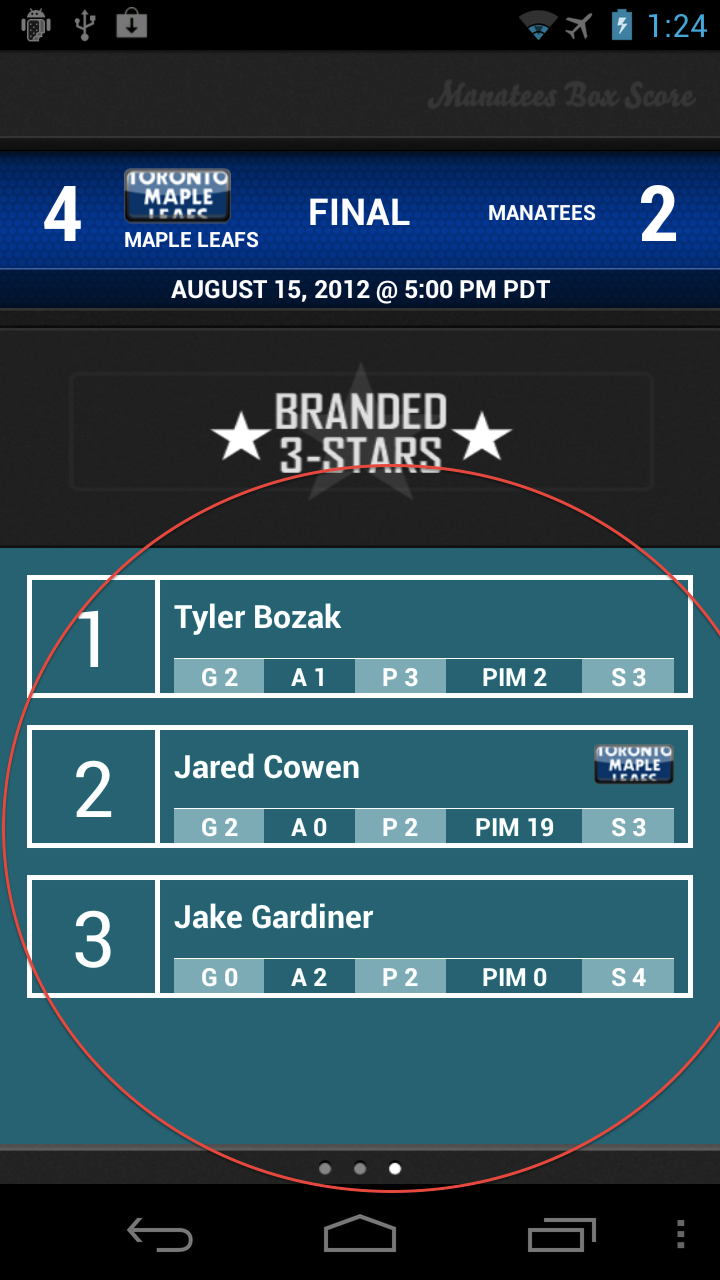 1:24
Manatees Box Score
4
TORONTO
MAPLE
LEAFS
MAPLE LEAFS
FINAL
MANATEES
2
AUGUST 15, 2012 @ 5:00 PM PDT
BRANDED
3-STARS
1
Tyler Bozak
G 2 A 1 P 3 PIM 2 S 3
2
Jared Cowen
TORONTO
MAPLE
LEAFS
G 2 A 0 P 2 PIM 19 S 3
3
Jake Gardiner
G 0 A 2 P 2 PIM 0 S 4